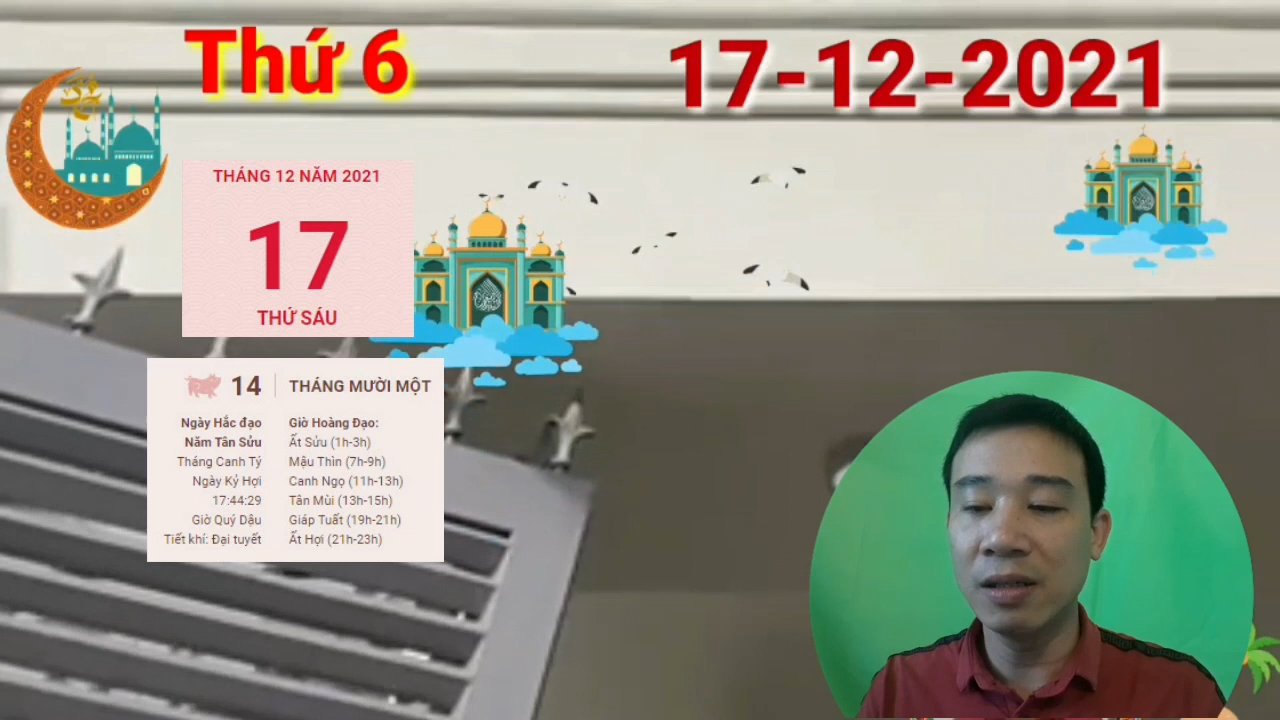 Thứ 6
17-12-2021
THÁNG 12 NĂM 2021
17
THỨ SÁU
14
THÁNG MƯỜI MỘT
Ngày Hắc đạo
Năm Tân Sửu
Tháng Canh Tý
Ngày Kỷ Hợi
17:44:29
Giờ Quý Dậu
Tiết khí: Đại tuyết
Giờ Hoàng Đạo:
Ất Sửu (1h-3h)
Mậu Thìn (7h-9h)
Canh Ngọ (11h-13h)
Tân Mùi (13h-15h)
Giáp Tuất (19h-21h)
Ất Hợi (21h-23h)